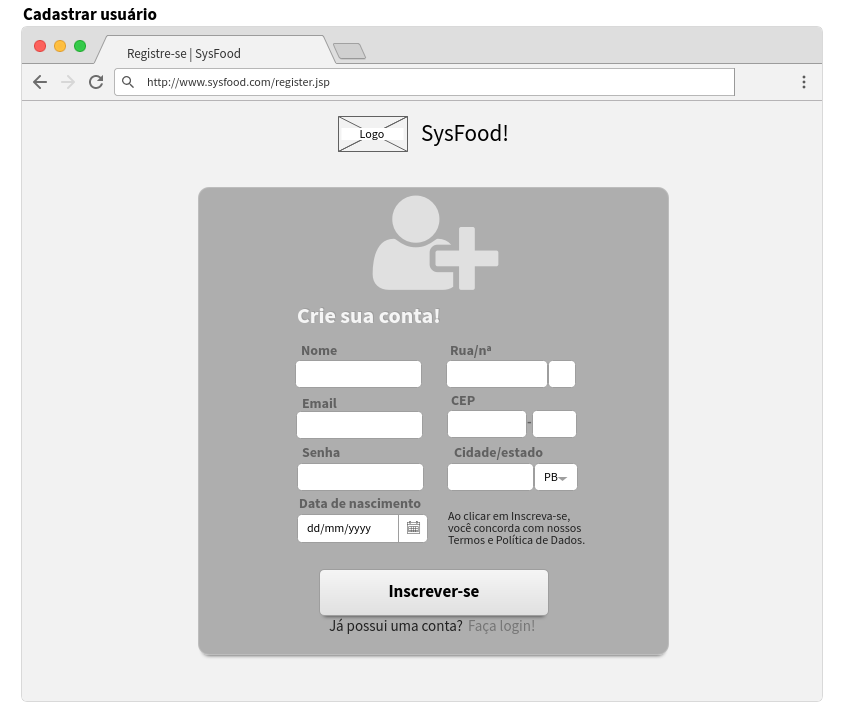 Cadastrar usuário
Registre-se | SysFood
http://www.sysfood.com/register.jsp
Logo
SysFood!
Crie sua conta!
Nome
Rua/nª
Email
CEP
-
Senha
Cidade/estado
PB
Data de nascimento
dd/mm/yyyy
Ao clicar em Inscreva-se,
você concorda com nossos
Termos e Política de Dados.
Inscrever-se
Já possui uma conta? Faça login!